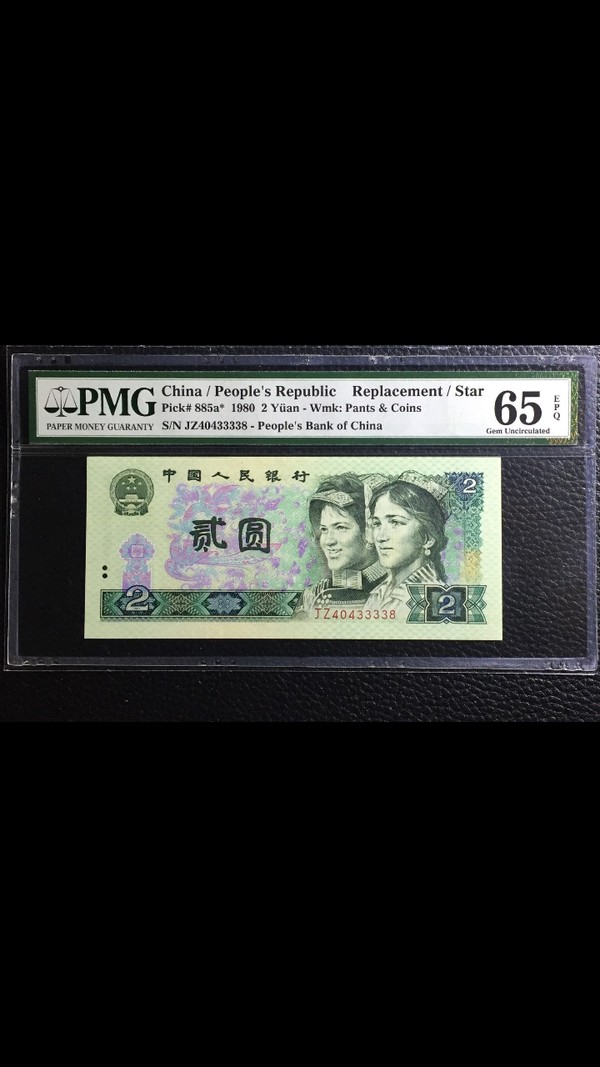 PMG
PAPER MONEY GUARANTY
China / People's Republic Replacement / Star
Pick# 885a* 1980 2 Yüan - Wmk: Pants & Coins
S/N JZ40433338 - People's Bank of China
65
EPQ
Gem Uncirculated
中国人民银行
2
贰圆
2
2
JZ40433338